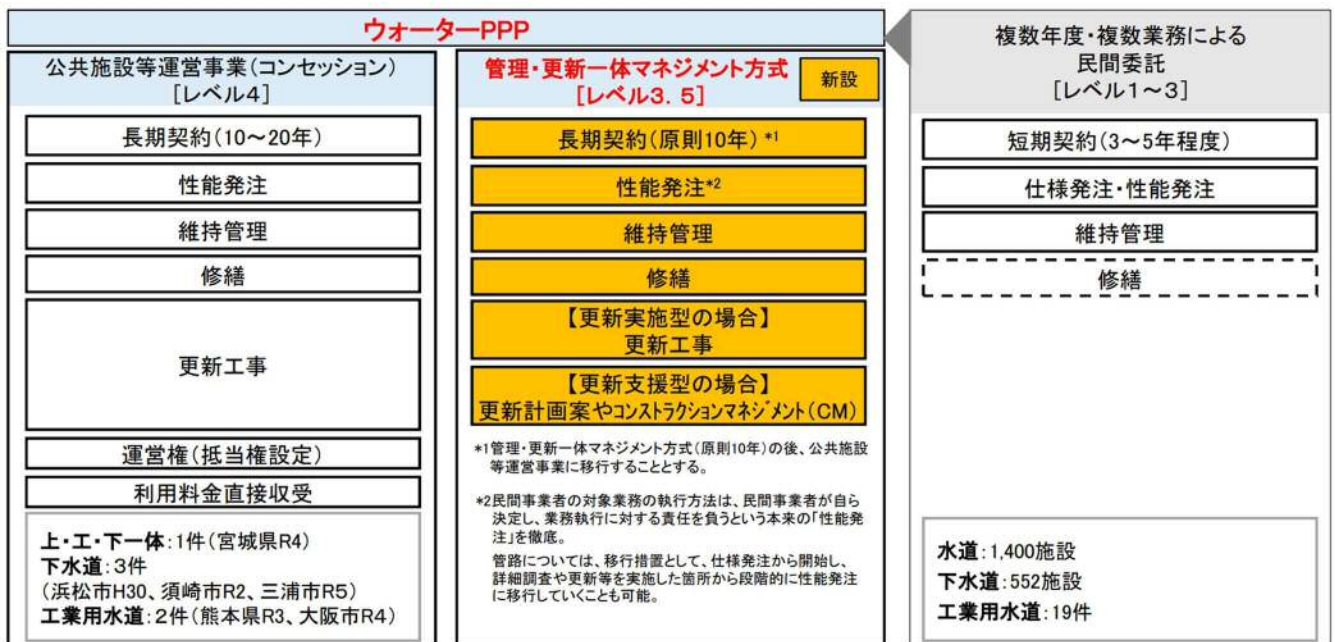 ウォーターPPP
公共施設等運営事業(コンセッション)
[レベル4]
長期契約(10～20年)
性能発注
維持管理
修繕
更新工事
運営権(抵当権設定)
利用料金直接収受
上・工・下一体:1件(宮城県R4)
下水道:3件
(浜松市H30、須崎市R2、三浦市R5)
工業用水道:2件(熊本県R3、大阪市R4)
管理・更新一体マネジメント方式
[レベル3.5]
新設
長期契約(原則10年)*1
性能発注*2
維持管理
修繕
【更新実施型の場合】
更新工事
【更新支援型の場合】
更新計画案やコンストラクションマネジメント(CM)
*1管理・更新一体マネジメント方式(原則10年)の後、公共施設
等運営事業に移行することとする。
*2民間事業者の対象業務の執行方法は、民間事業者が自ら
決定し、業務執行に対する責任を負うという本来の「性能発
注」を徹底。
管路については、移行措置として、仕様発注から開始し、
詳細調査や更新等を実施した箇所から段階的に性能発注
に移行していくことも可能。
複数年度・複数業務による
民間委託
[レベル1～3]
短期契約(3～5年程度)
仕様発注・性能発注
維持管理
修繕
水道:1,400施設
下水道:552施設
工業用水道:19件